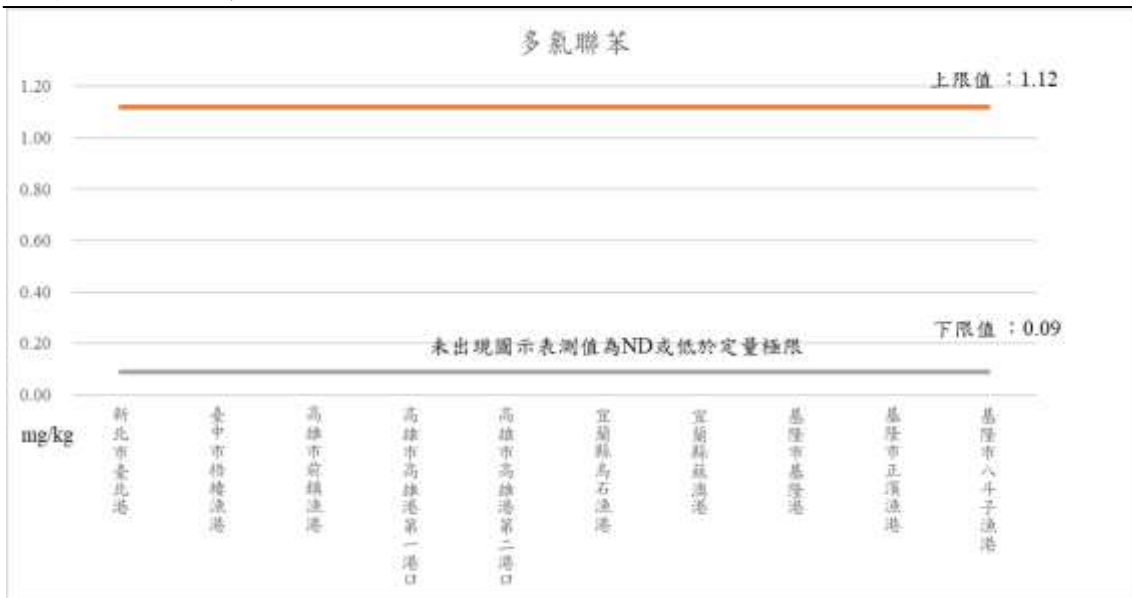 多氯聯苯
上限值：1.12
1.20
1.00
0.80
0.60
0.40
0.20
0.00
下限值：0.09
未出現圖示表測值為ND或低於定量極限
mg/kg
新北市臺北港
臺中市梧棲漁港
高雄市前鎮漁港
高雄市高雄港第一港口
高雄市高雄港第二港口
宜蘭縣烏石漁港
宜蘭縣蘇澳港
基隆市基隆港
基隆市正濱漁港
基隆市八斗子漁港